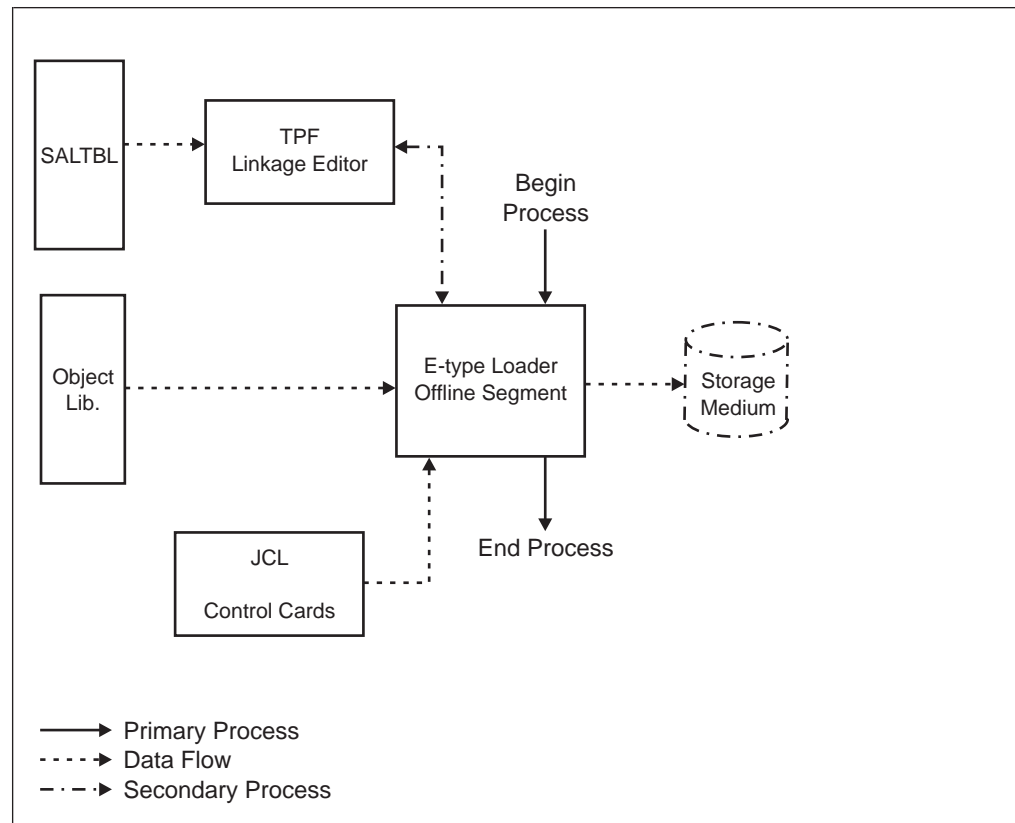 SALTBL
TPF
Linkage Editor
Begin
Process
Object
Lib.
E-type Loader
Offline Segment
Storage
Medium
JCL
Control Cards
End Process
Primary Process
Data Flow
Secondary Process